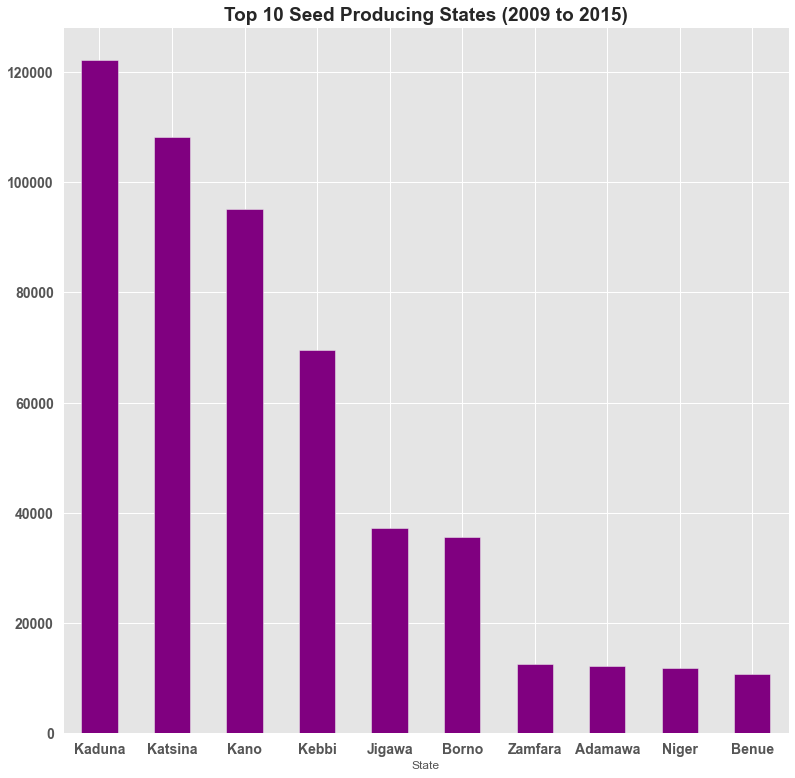 Top 10 Seed Producing States (2009 to 2015)
120000
100000
80000
60000
40000
20000
0
Kaduna Katsina Kano Kebbi Jigawa Borno Zamfara Adamawa Niger Benue
State